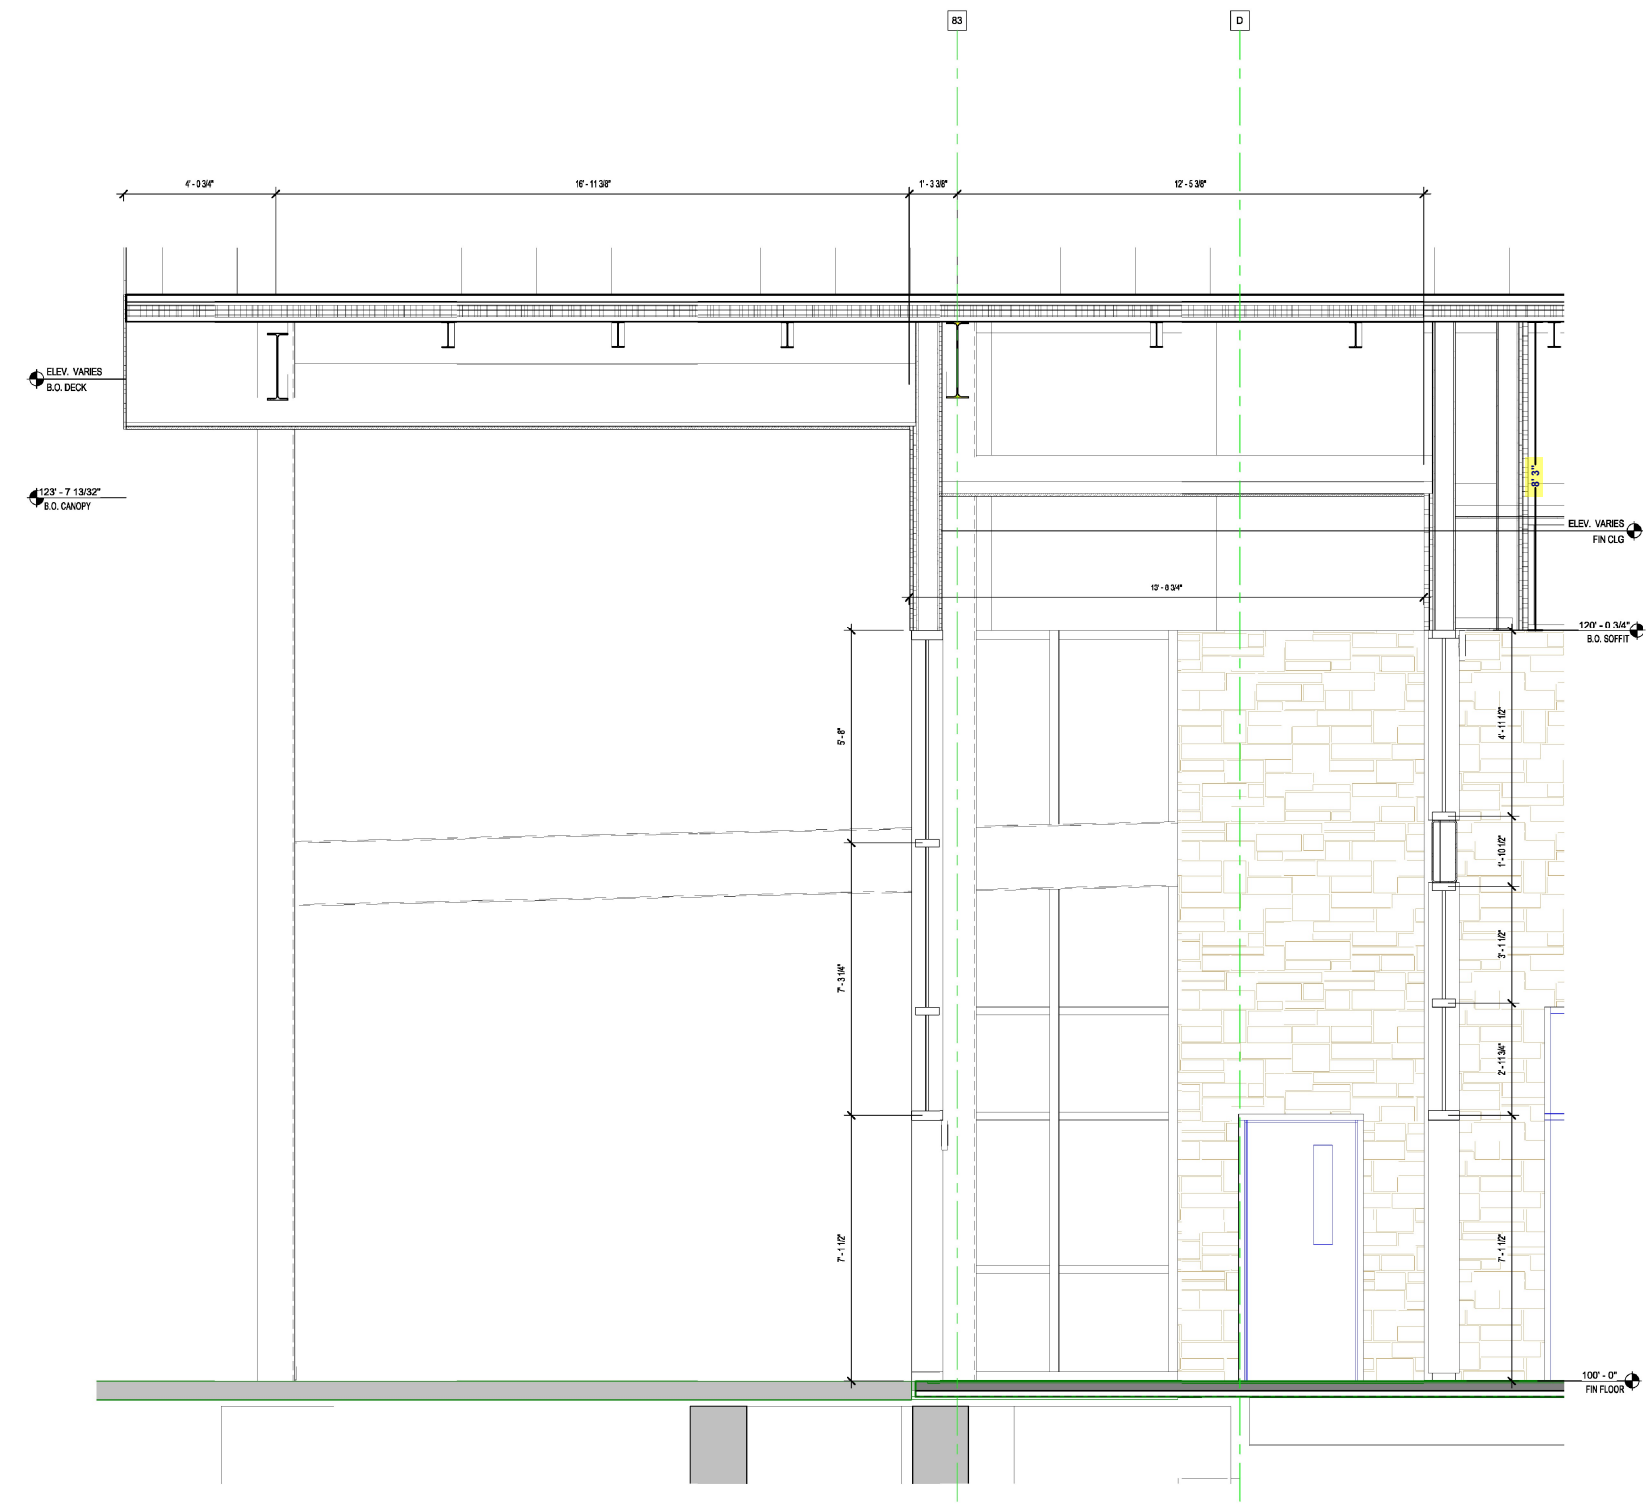 83
D
4' - 0 3/4"
16' - 11 3/8"
1' - 3 3/8"
12' - 5 3/8"
ELEV. VARIES
B.O. DECK
123' - 7 13/32"
B.O. CANOPY
8' 3"
ELEV. VARIES
FIN CLG
13' - 8 3/4"
120' - 0 3/4"
B.O. SOFFIT
5' - 8"
4' - 11 1/2"
1' - 10 1/2"
3' - 1 1/2"
7' - 3 1/4"
2' - 11 3/4"
7' - 1 1/2"
7' - 1 1/2"
100' - 0"
FIN FLOOR